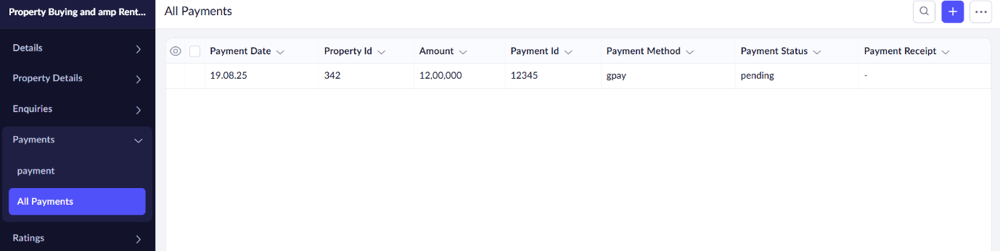 Property Buying and amp Rent...
All Payments
Details
Property Details
Enquiries
Payments
payment
All Payments
Ratings
Payment Date Property Id Amount Payment Id Payment Method Payment Status Payment Receipt
19.08.25 342 12,00,000 12345 gpay pending -